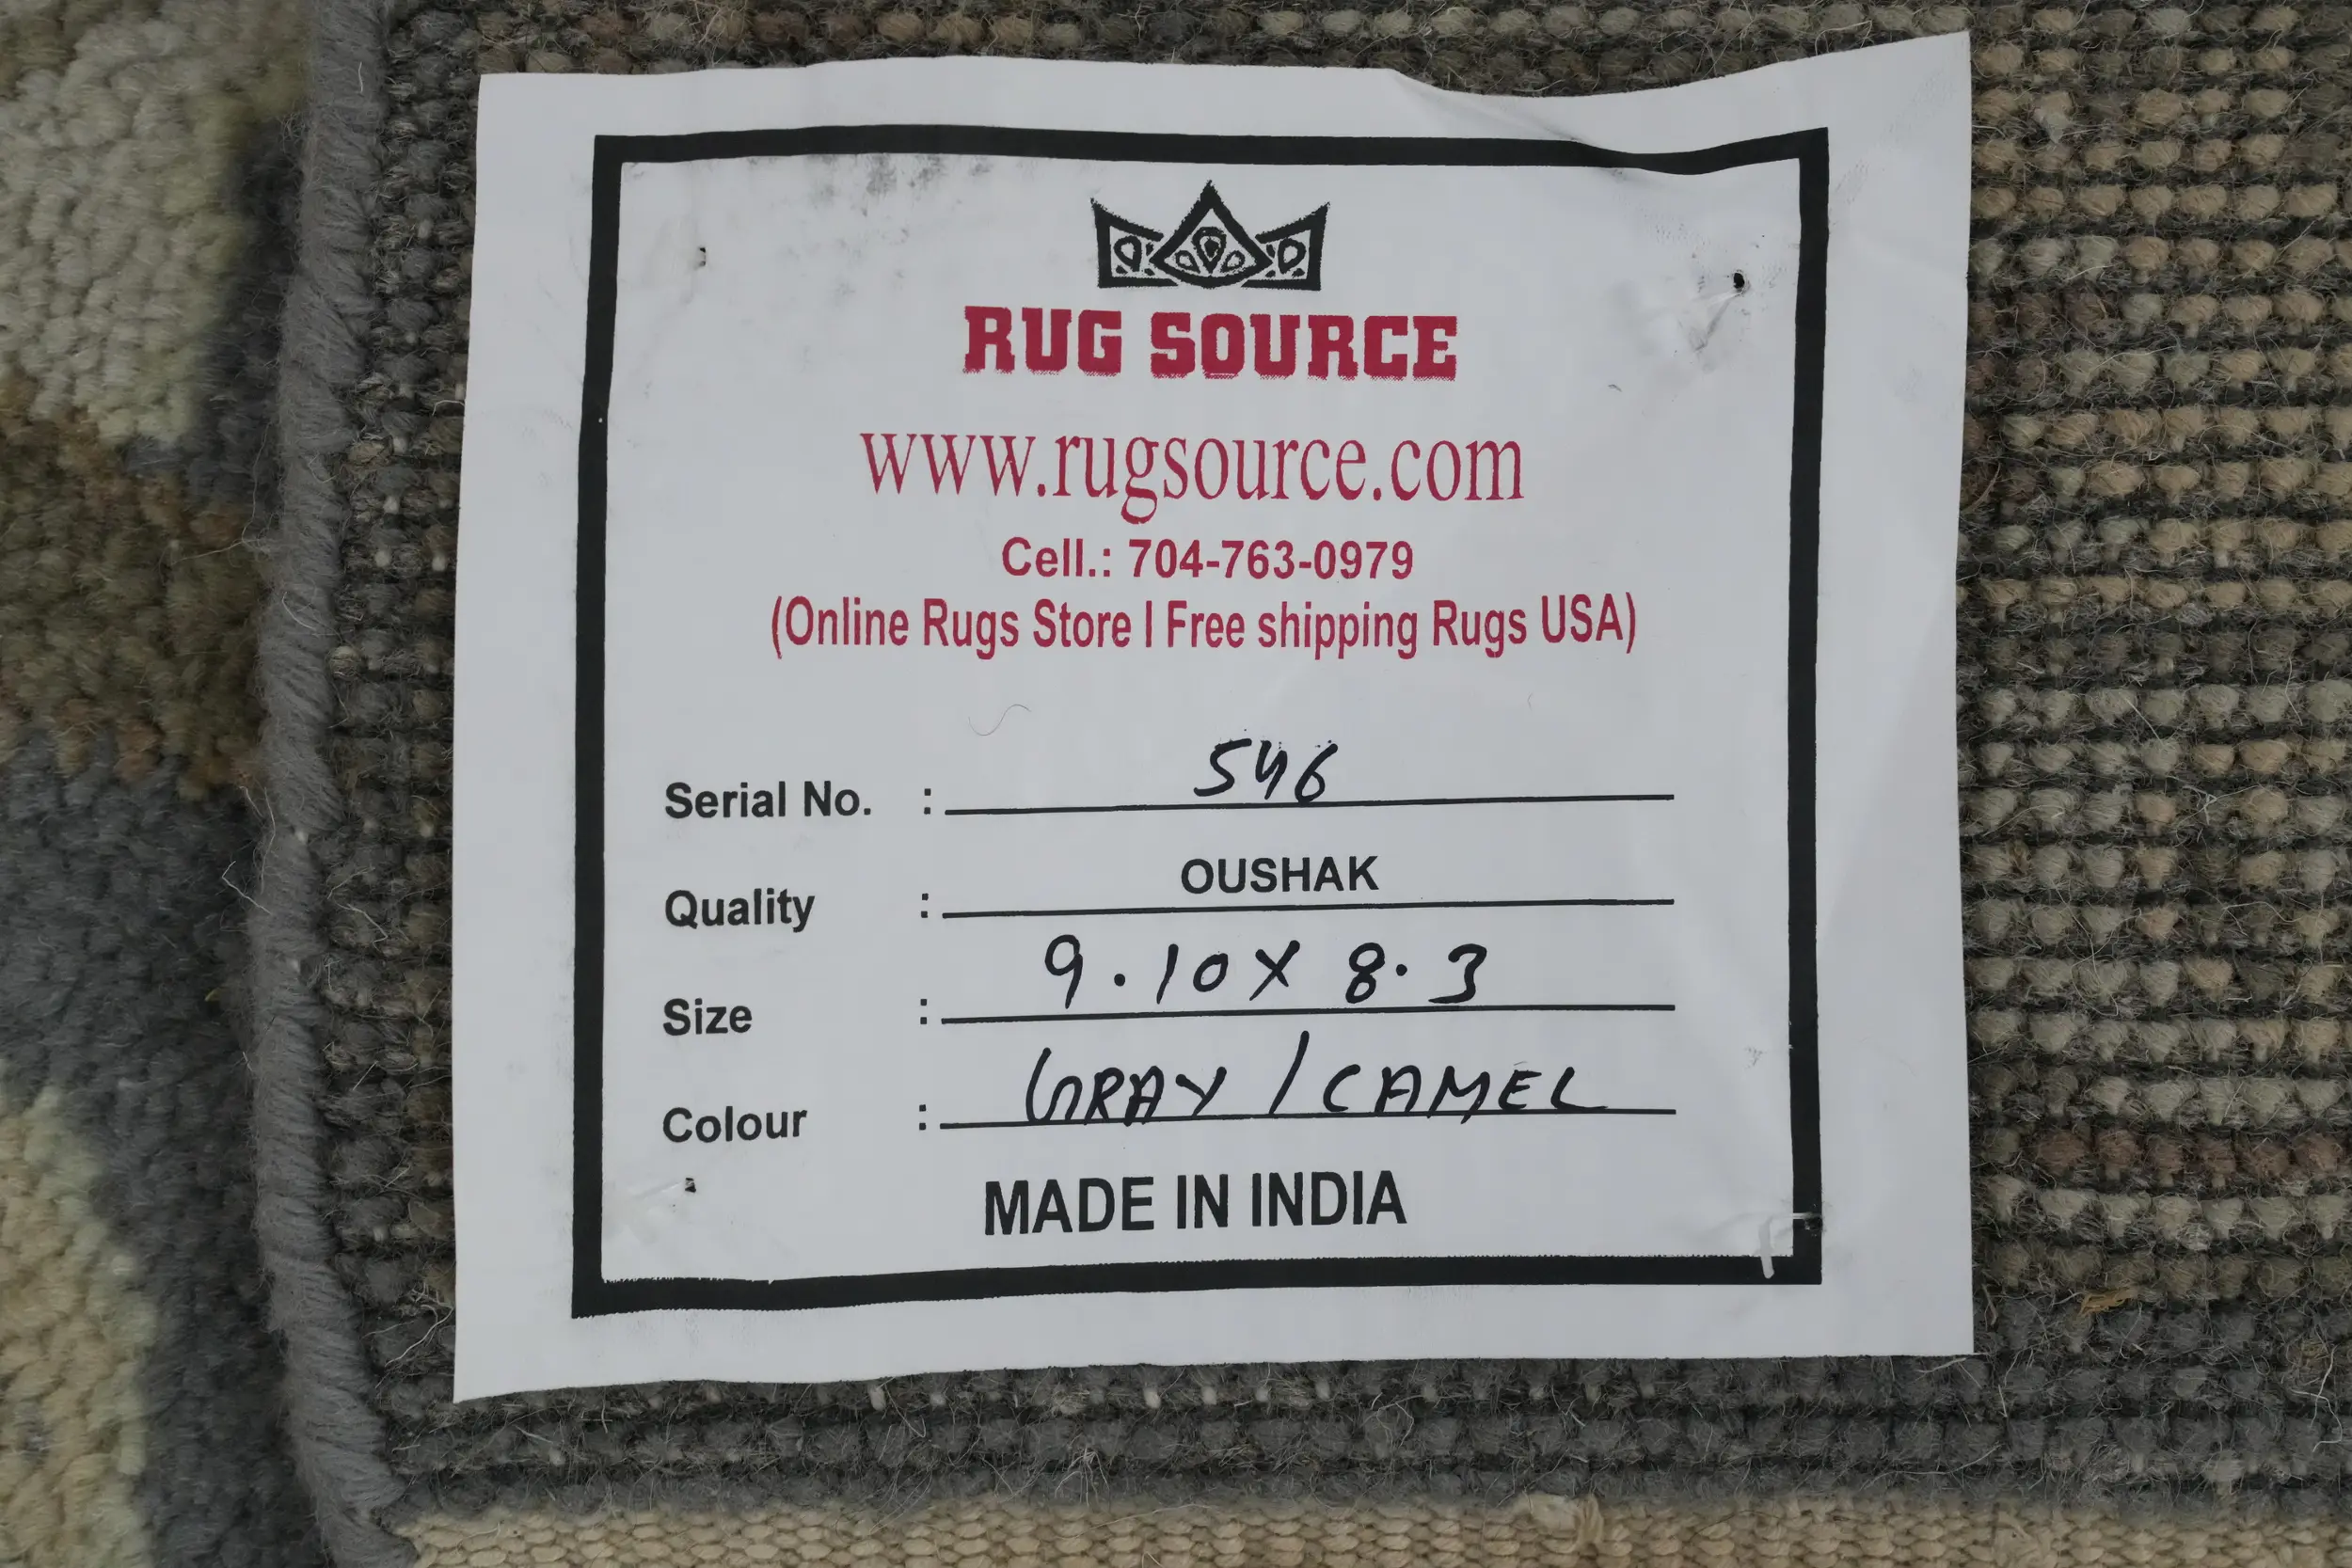 RUG SOURCE
www.rugsource.com
Cell.: 704-763-0979
(Online Rugs Store | Free shipping Rugs USA)
Serial No. : 546
Quality : OUSHAK
Size : 9.10 X 8.3
Colour : GRAY / CAMEL
MADE IN INDIA